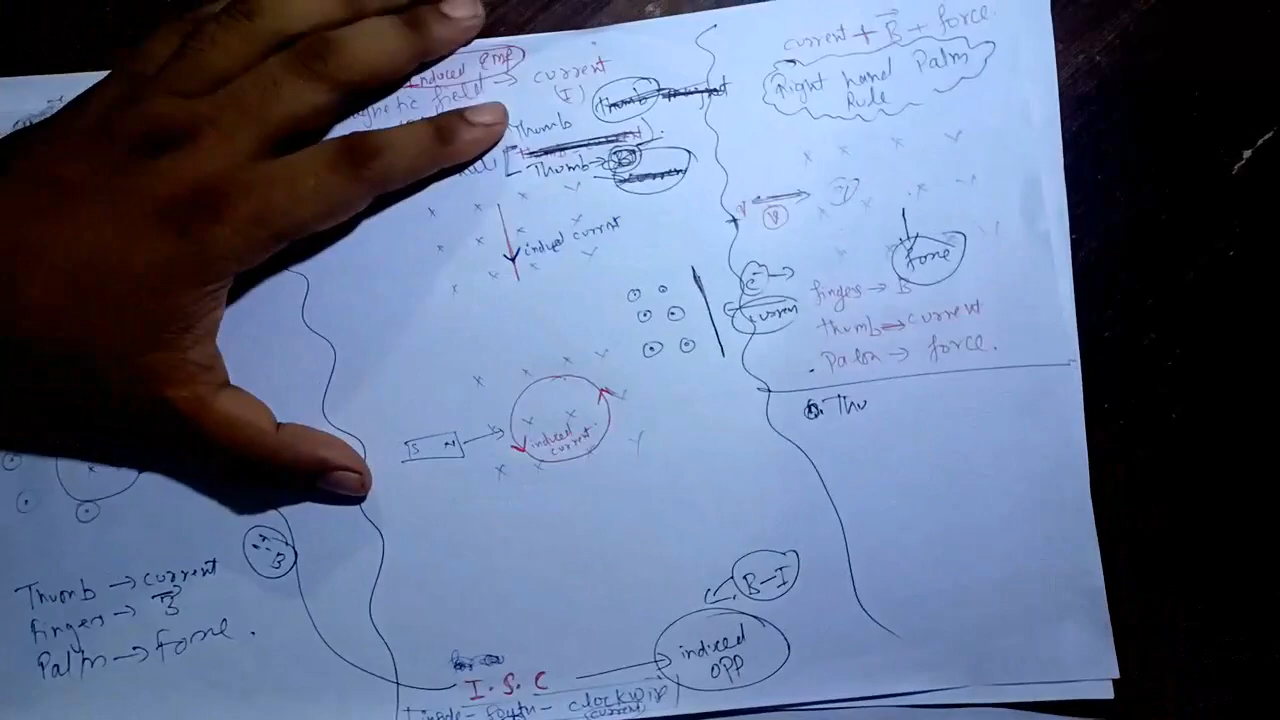 Induced Emf
magnetic field → current
(I)
Thumb
Thumb → B
induced current
S N
induced current
B
Thumb → current
fingers → B
Palm → force.
I.S.C
induced OPP
B-I
clockwise
(current)
current + B + force
Right hand Palm
Rule
V
force
e
fingers → B
thumb → current
. Palm → force.
Thu